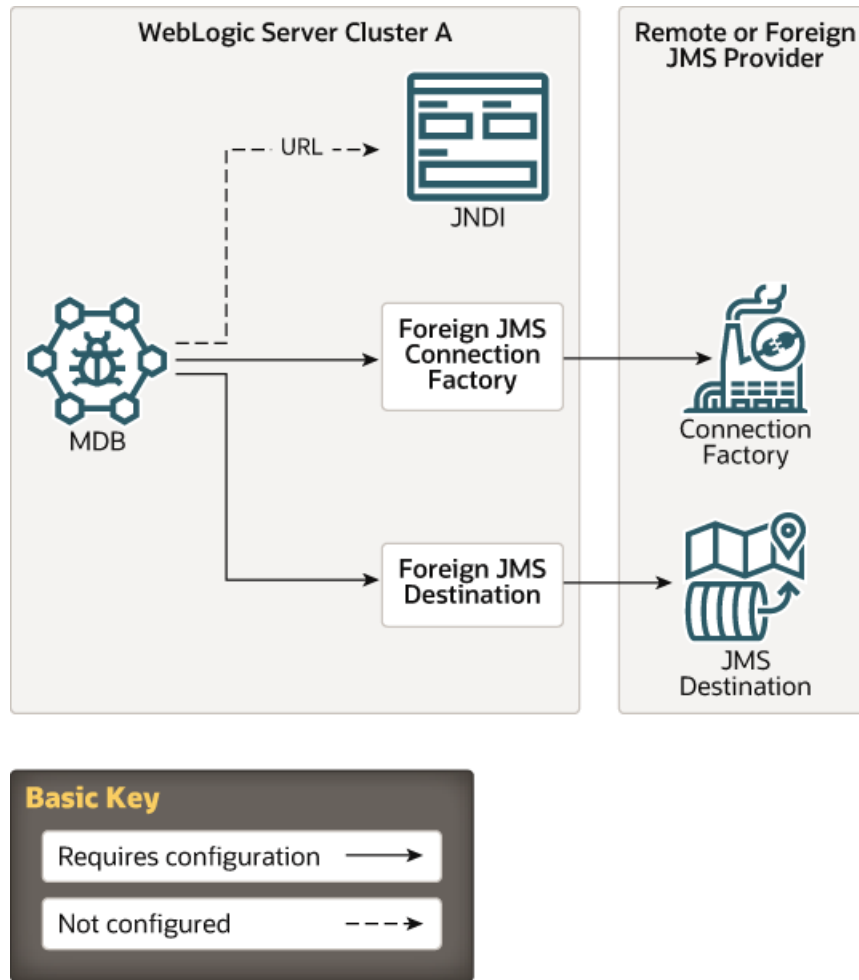 WebLogic Server Cluster A
Remote or Foreign
JMS Provider
URL
JNDI
MDB
Foreign JMS
Connection
Factory
Connection
Factory
Foreign JMS
Destination
JMS
Destination
Basic Key
Requires configuration
Not configured